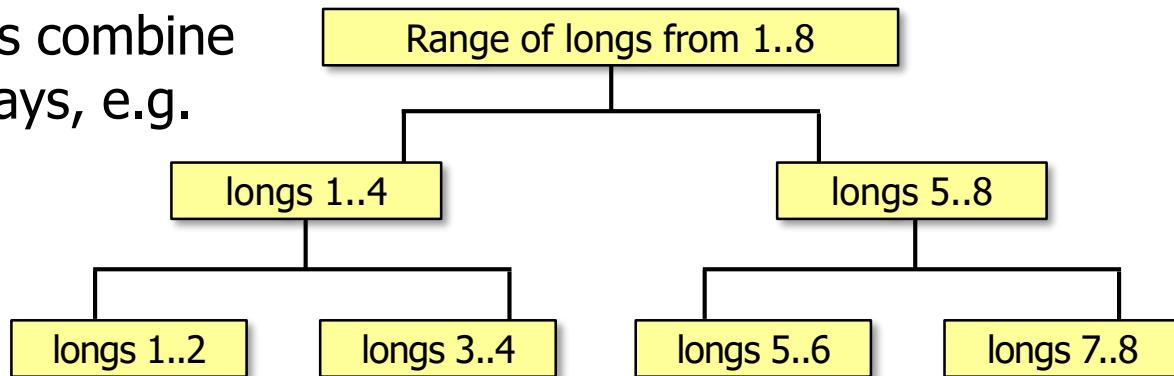 s combine
ays, e.g.
Range of longs from 1..8
longs 1..4
longs 5..8
longs 1..2
longs 3..4
longs 5..6
longs 7..8